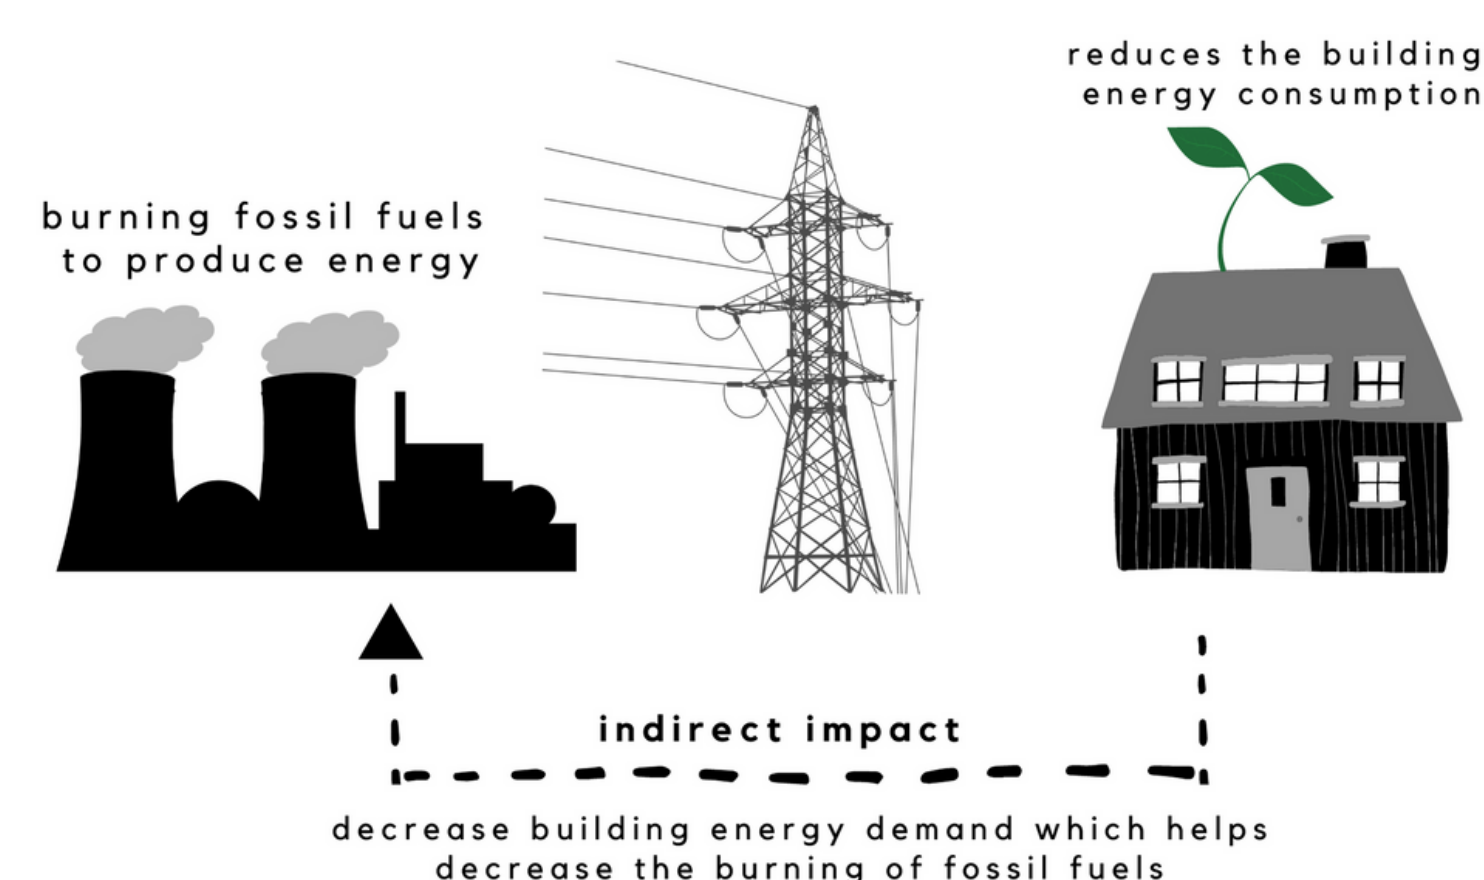 reduces the building
energy consumption
burning fossil fuels
to produce energy
indirect impact
decrease building energy demand which helps
decrease the burning of fossil fuels